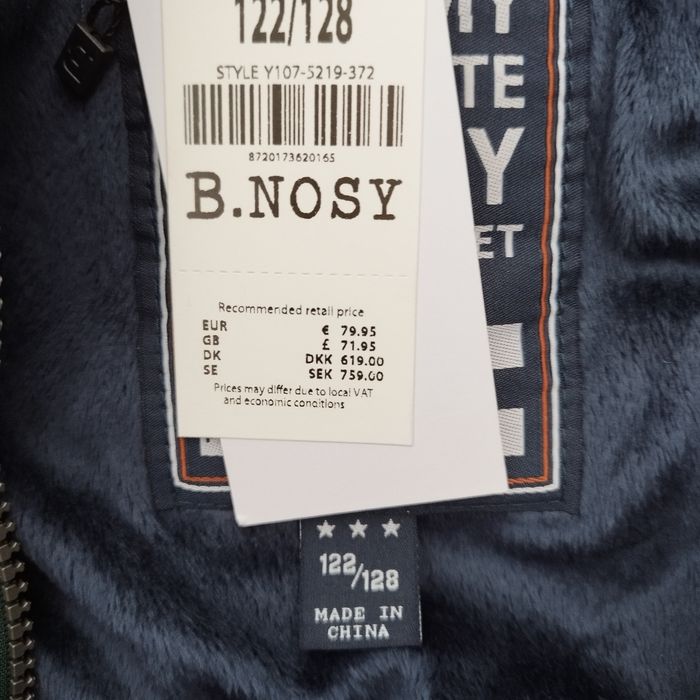 122/128
STYLE Y107-5219-372
8720173620165
B.NOSY
Recommended retail price
EUR € 79.95
GB £ 71.95
DK DKK 619.00
SE SEK 759.00
Prices may differ due to local VAT
and economic conditions
122/128
MADE IN
CHINA